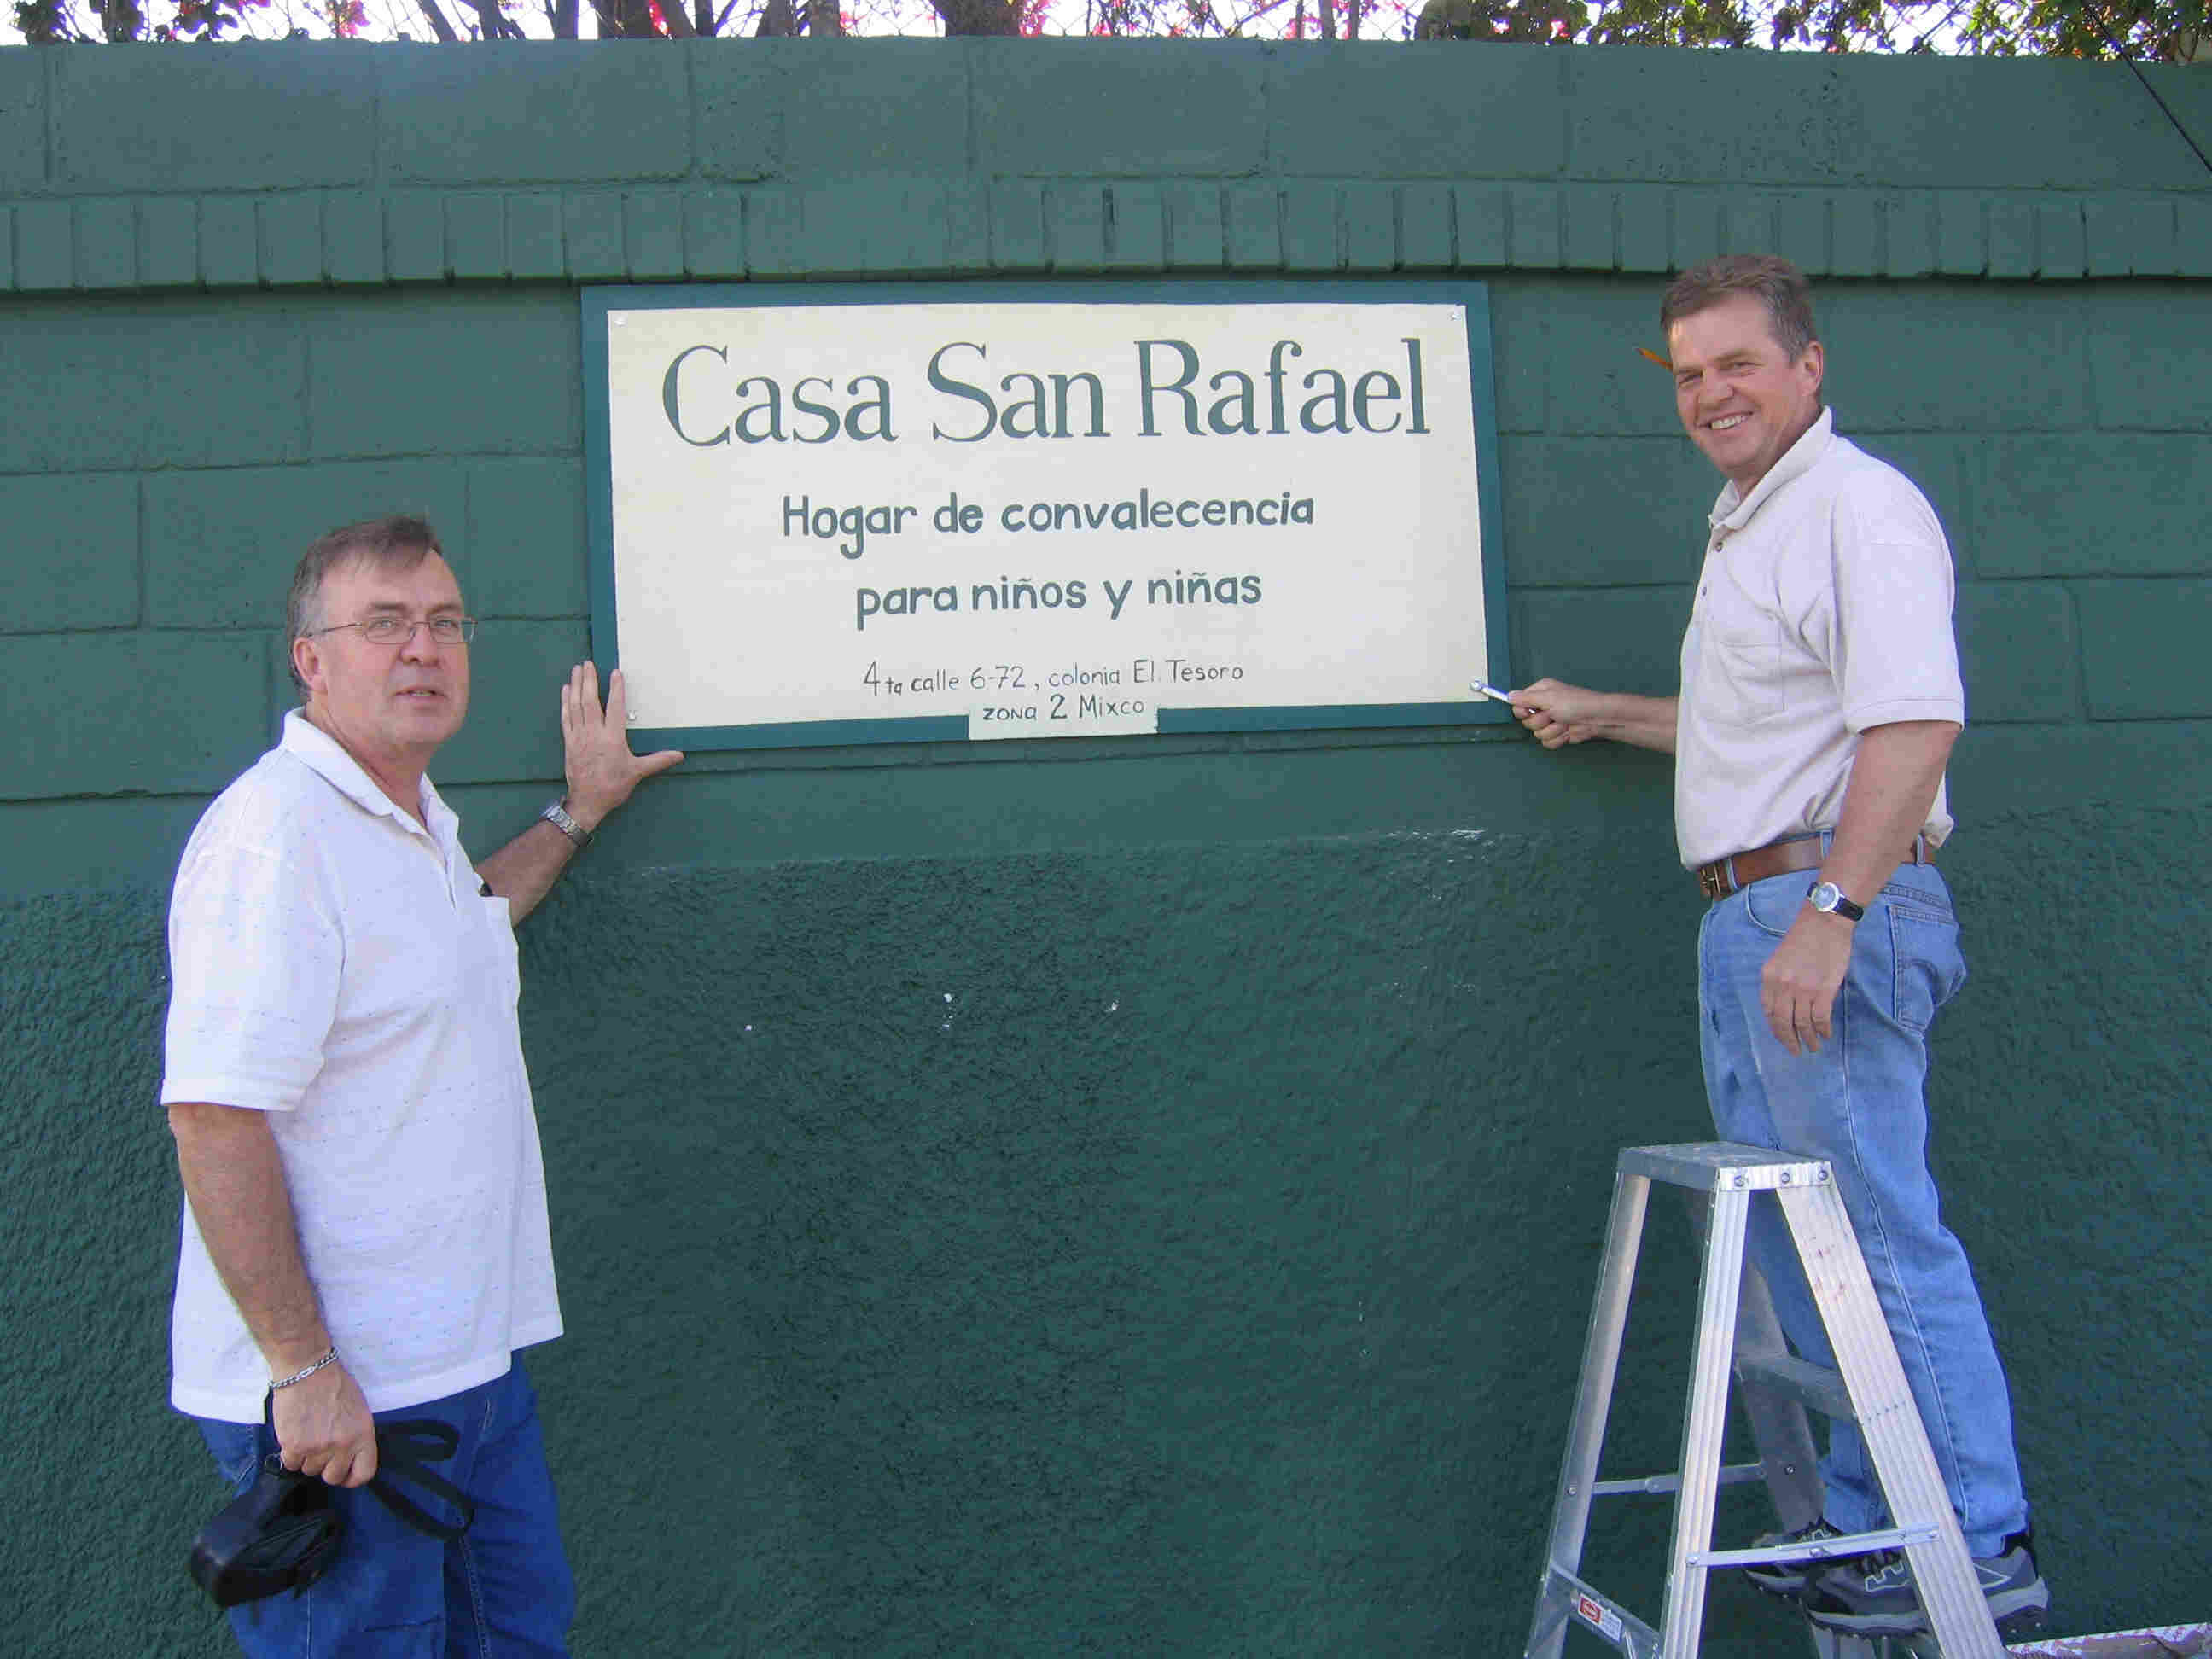 Casa San Rafael
Hogar de convalecencia
para niños y niñas
4ta calle 6-72, colonia El Tesoro
zona 2 Mixco